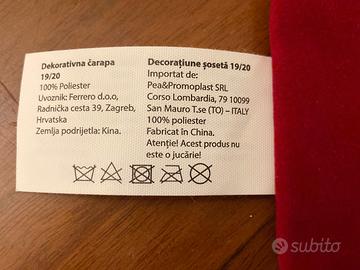 Dekorativna čarapa
19/20
100% Poliester
Uvoznik: Ferrero d.o.o,
Radnička cesta 39, Zagreb,
Hrvatska
Zemlja podrijetla: Kina.
Decorațiune șosetă 19/20
Importat de:
Pea&Promoplast SRL
Corso Lombardia, 79 10099
San Mauro T.se (TO) – ITALY
100% poliester
Fabricat în China.
Atenție! Acest produs nu
este o jucărie!
subito